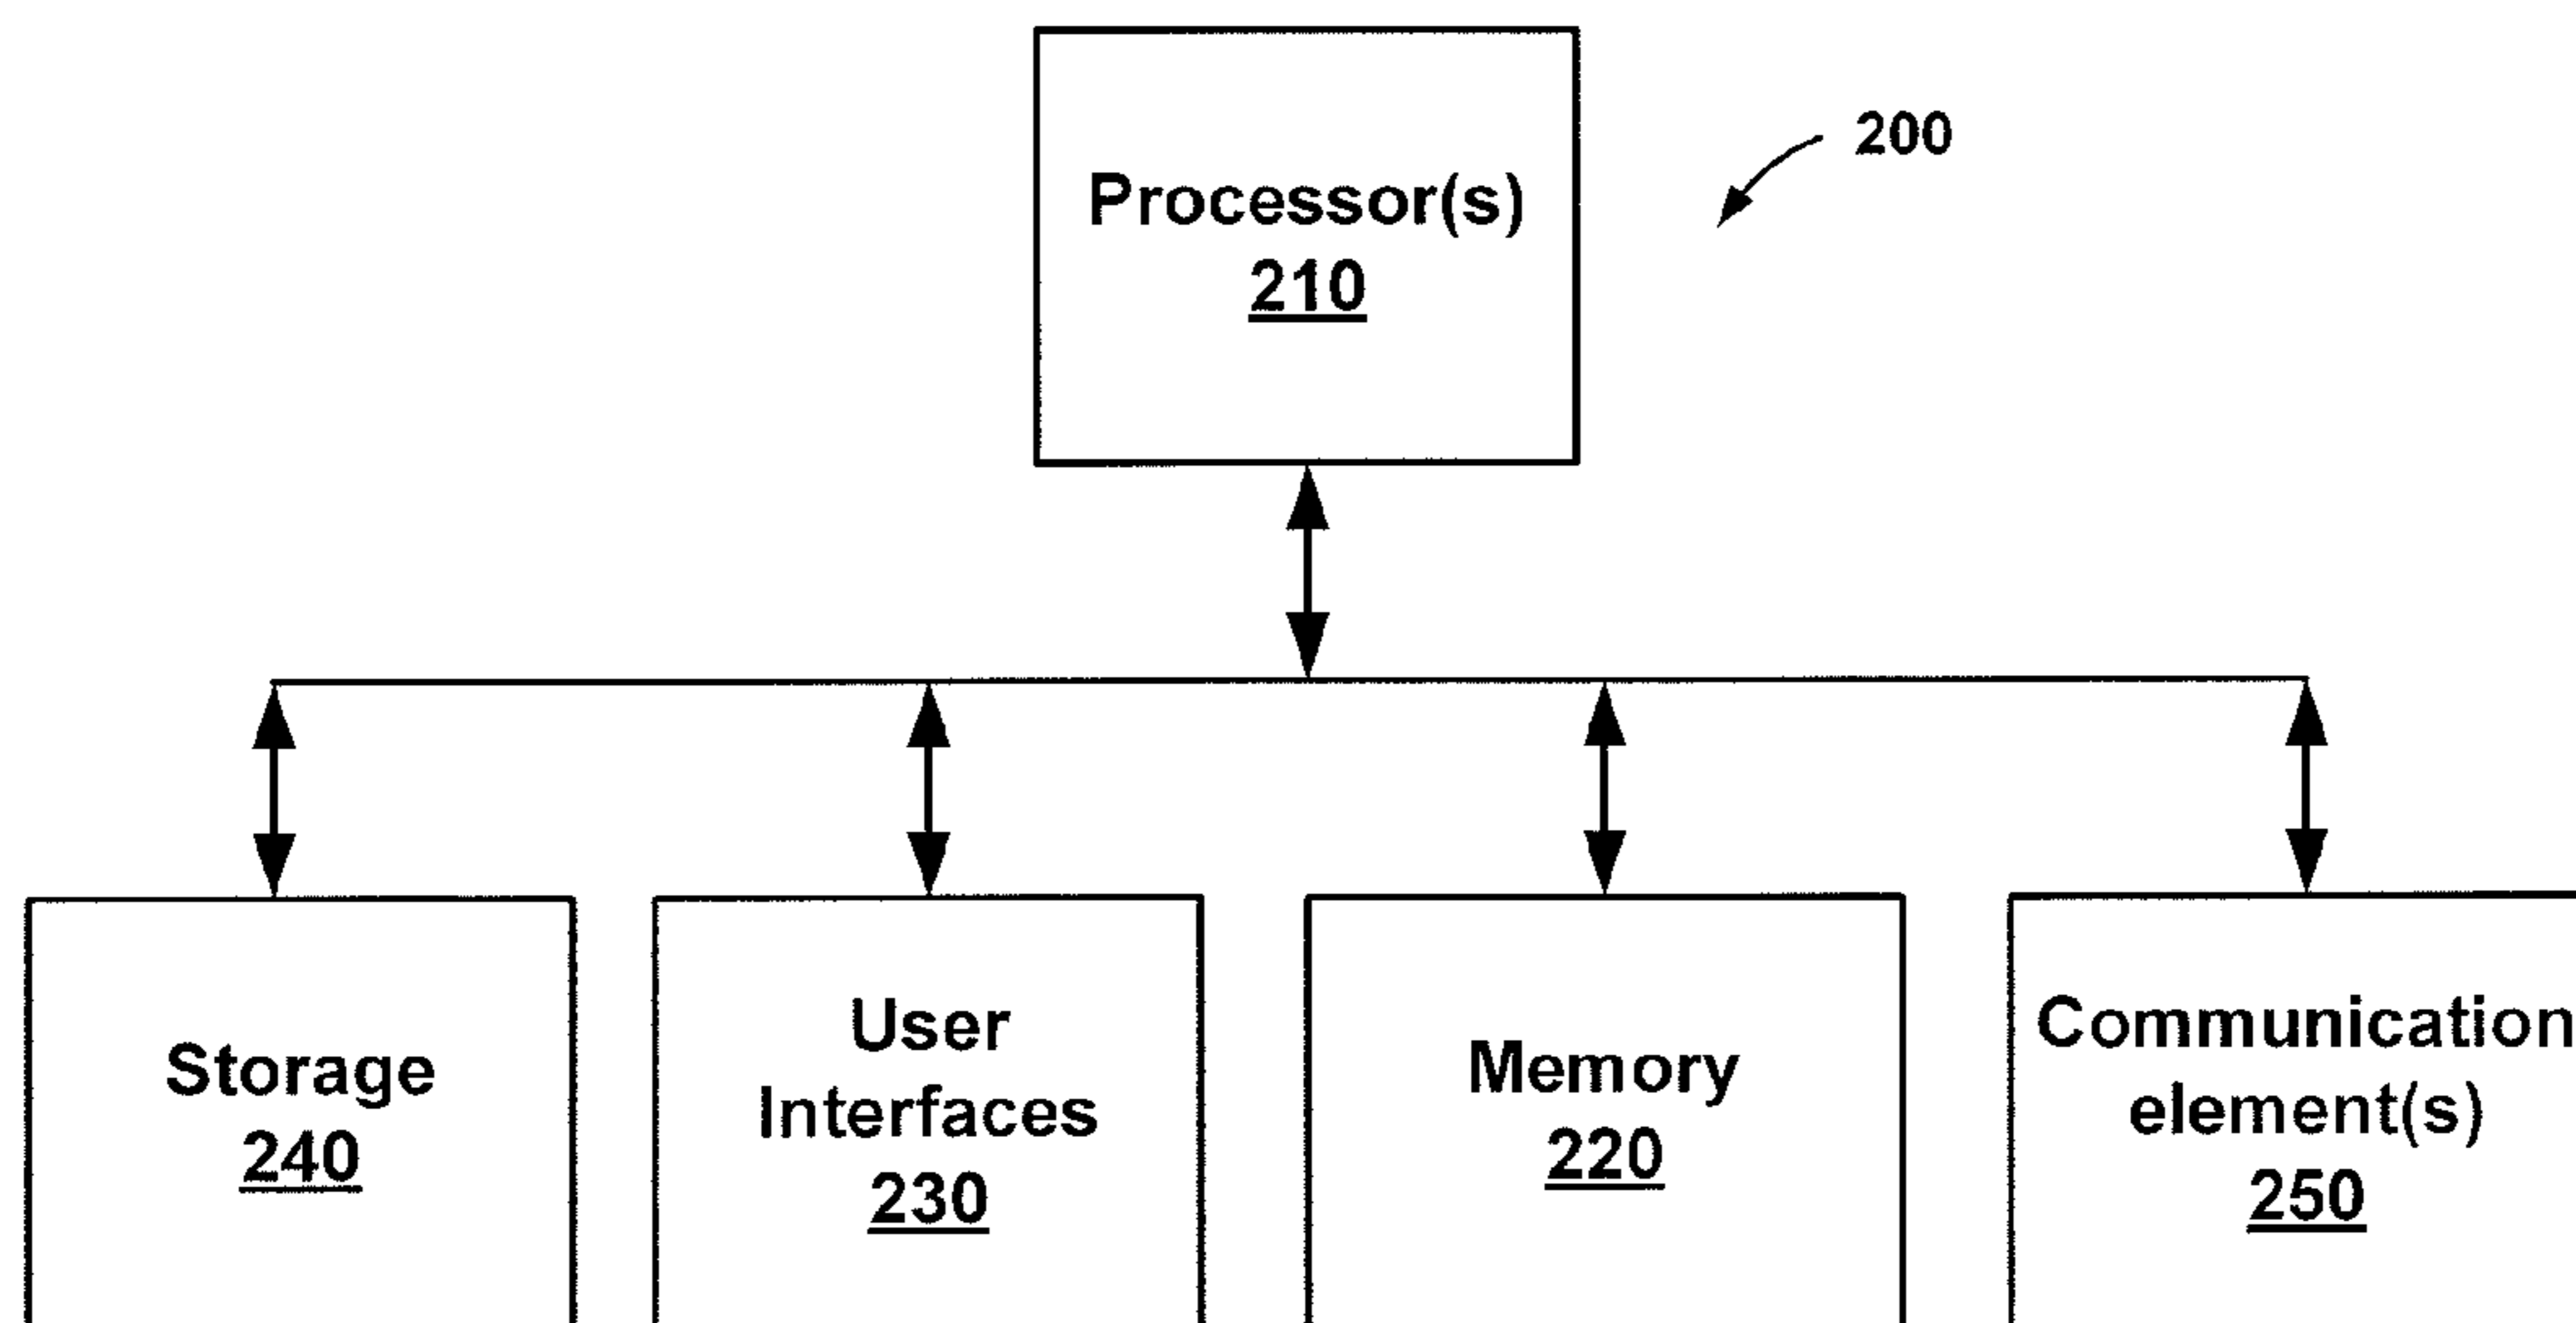 Processor(s)
210
200
Storage
240
User
Interfaces
230
Memory
220
Communication
element(s)
250